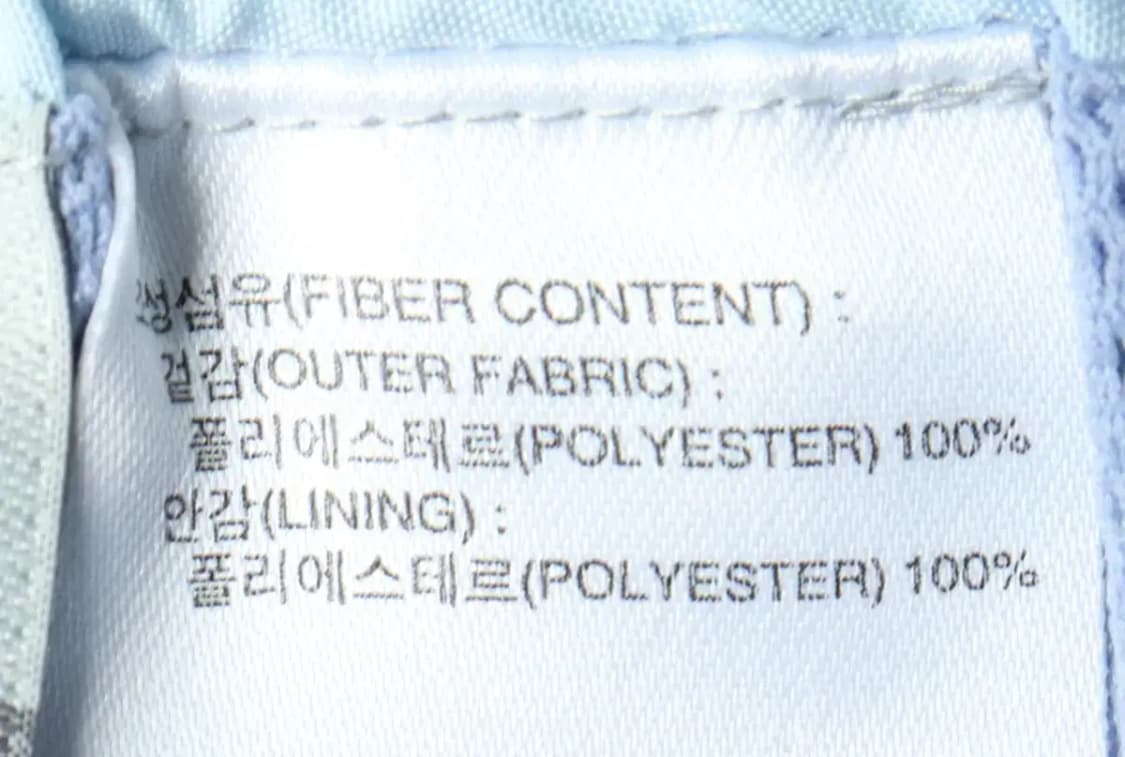 성섬유(FIBER CONTENT) :
겉감(OUTER FABRIC) :
폴리에스테르(POLYESTER) 100%
안감(LINING) :
폴리에스테르(POLYESTER) 100%